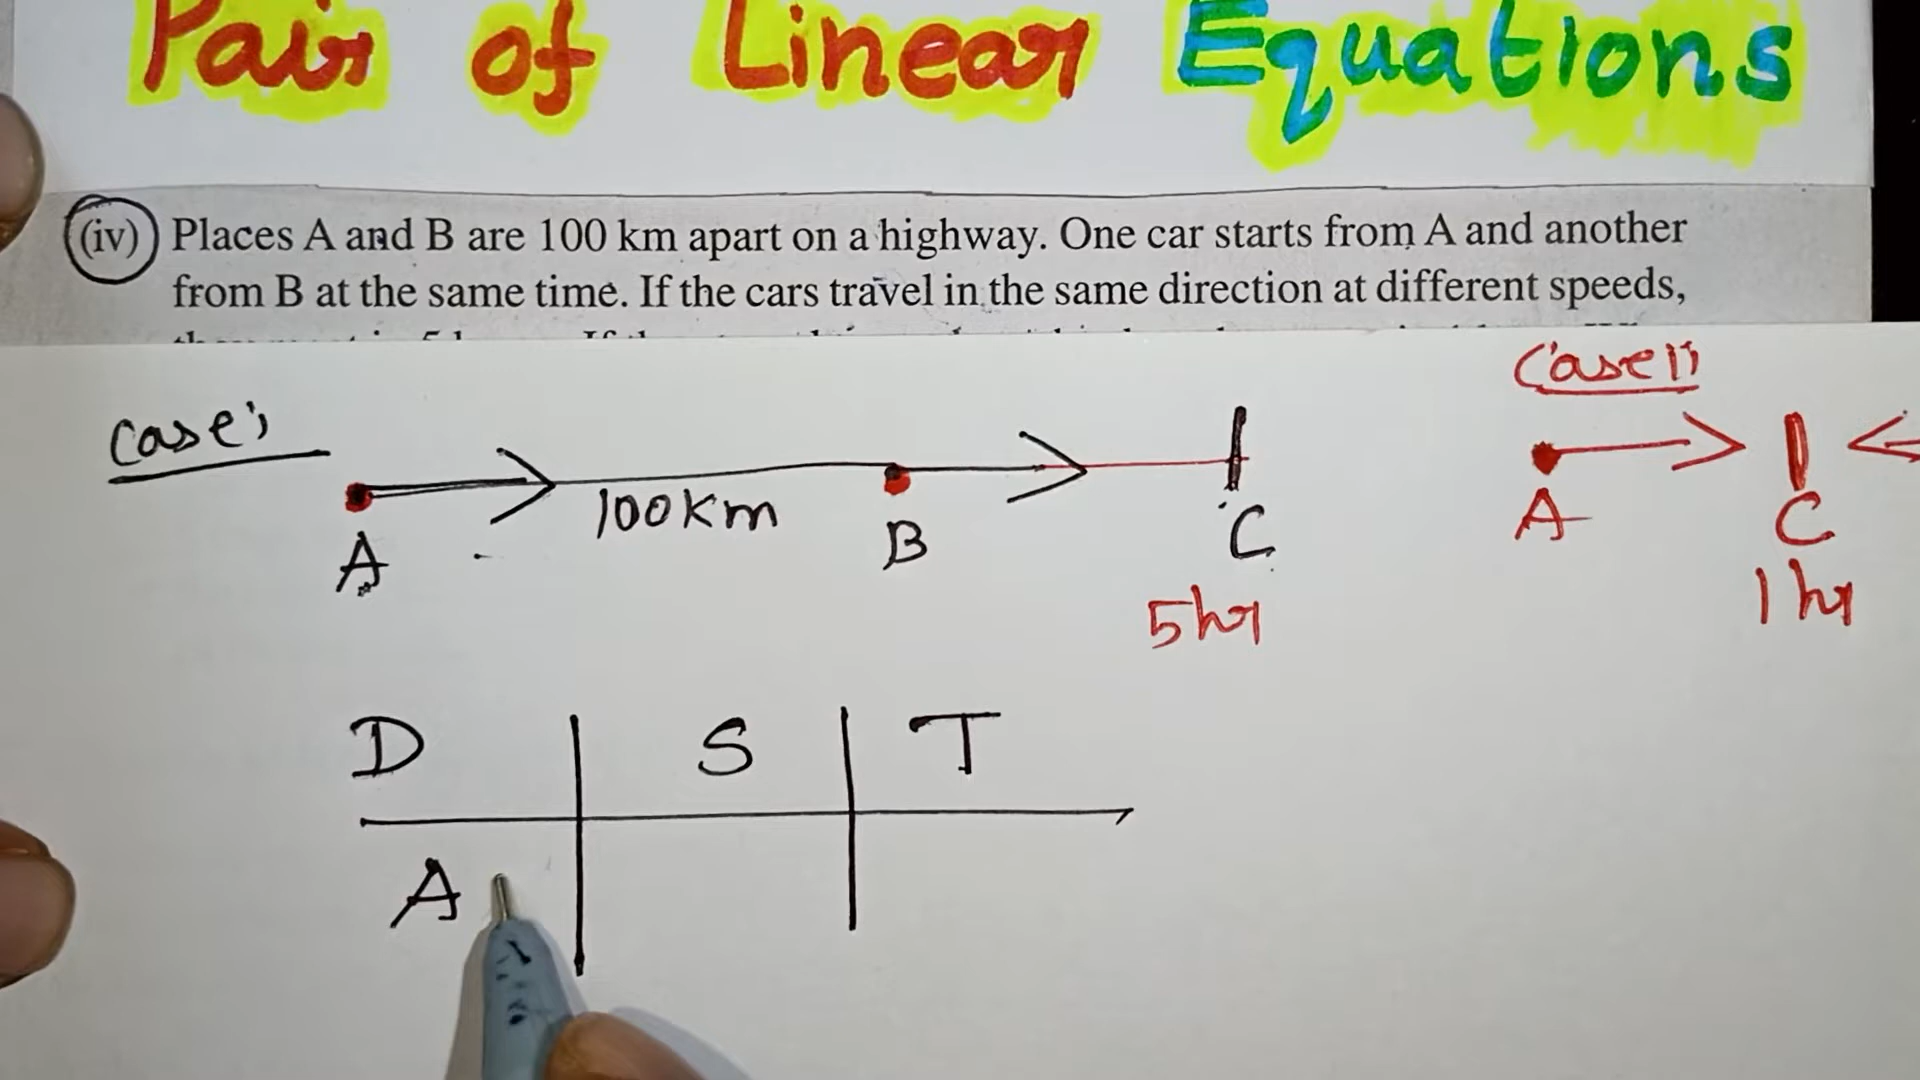 Pair of Linear Equations
(iv) Places A and B are 100 km apart on a highway. One car starts from A and another
from B at the same time. If the cars travel in the same direction at different speeds,
Case i
Case ii
100km
A
B
C
A
C
5hr
1hr
D S T
A